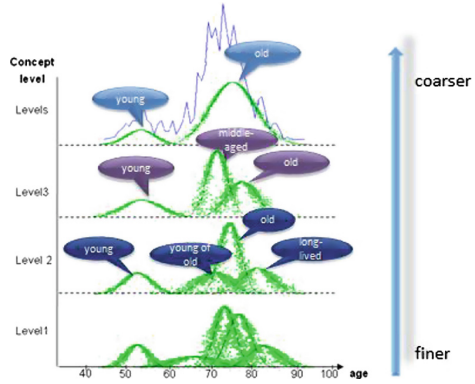 Concept
level
old
coarser
young
Levels
middle-
aged
young
old
Level3
old
young
young of
old
long-
lived
Level 2
Level1
finer
40 50 60 70 80 90 100 age